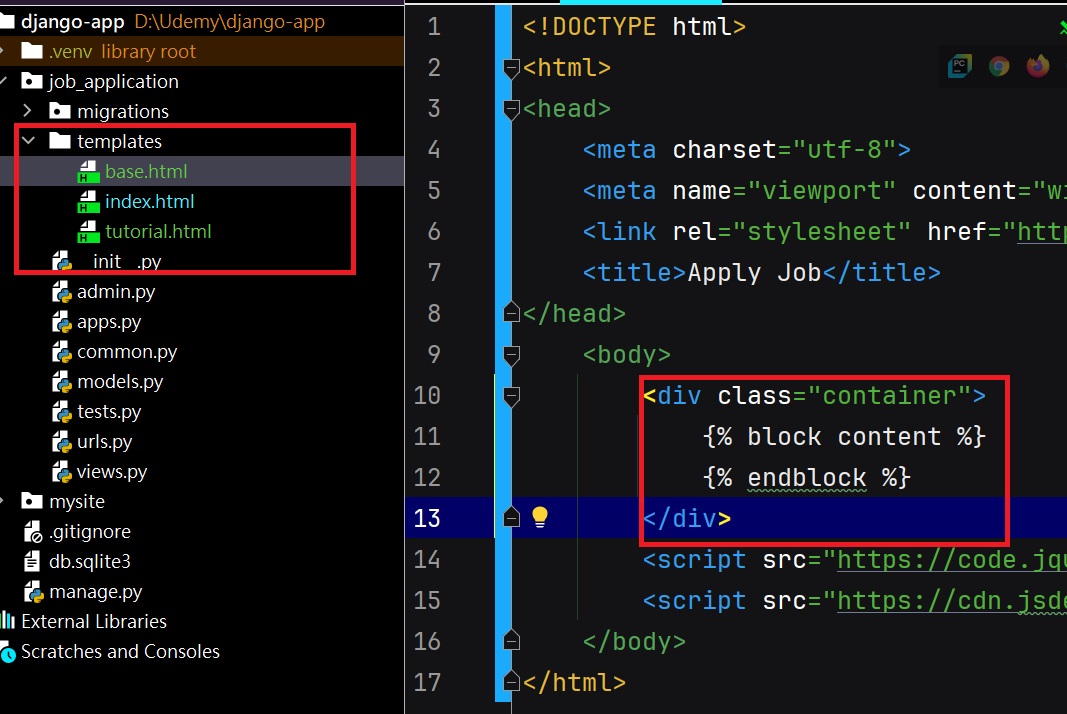 django-app D:\Udemy\django-app
.venv library root
job_application
migrations
templates
base.html
index.html
tutorial.html
__init__.py
admin.py
apps.py
common.py
models.py
tests.py
urls.py
views.py
mysite
.gitignore
db.sqlite3
manage.py
External Libraries
Scratches and Consoles
1 <!DOCTYPE html>
2 <html>
3 <head>
4 <meta charset="utf-8">
5 <meta name="viewport" content="wi
6 <link rel="stylesheet" href="http
7 <title>Apply Job</title>
8 </head>
9 <body>
10 <div class="container">
11 {% block content %}
12 {% endblock %}
13 </div>
14 <script src="https://code.jqu
15 <script src="https://cdn.jsde
16 </body>
17 </html>
PC